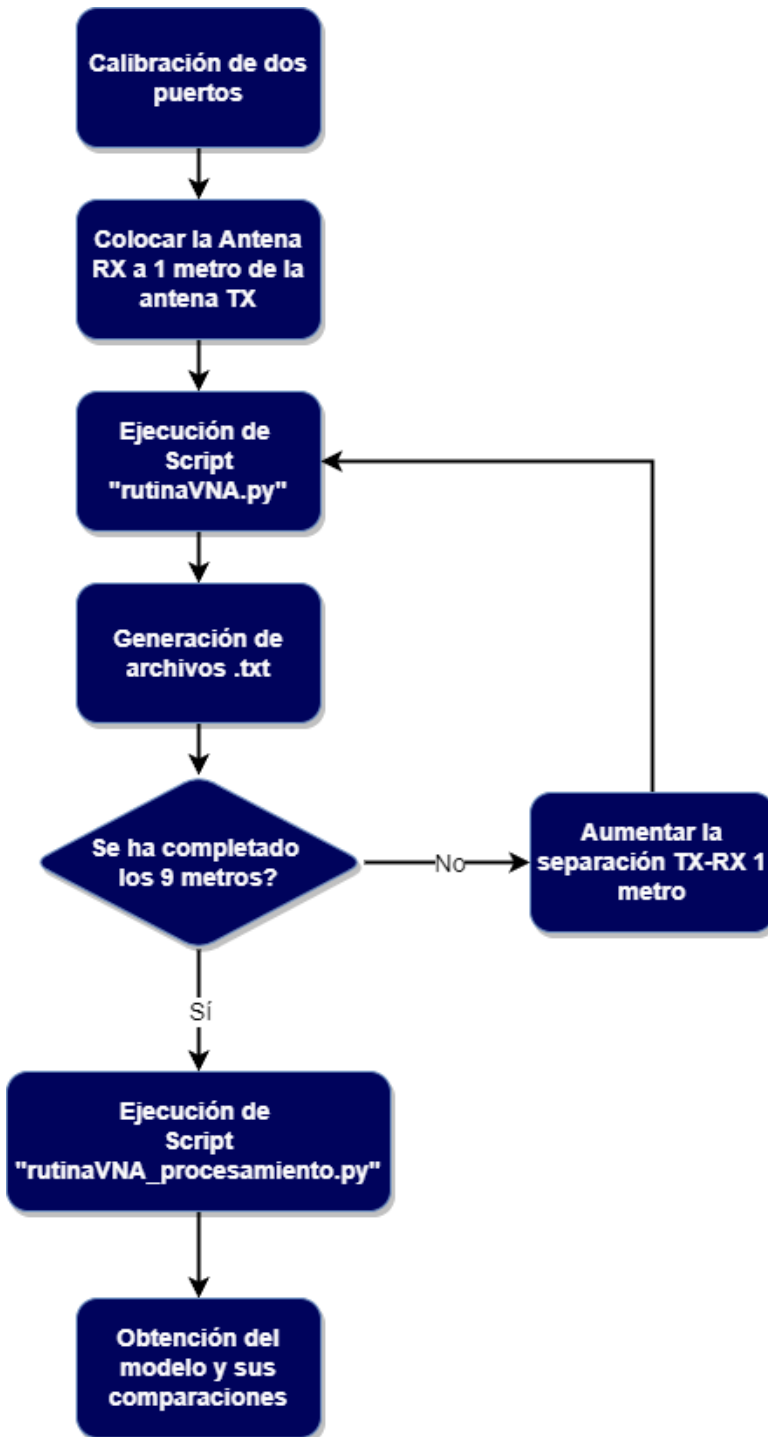 Calibración de dos
puertos
Colocar la Antena
RX a 1 metro de la
antena TX
Ejecución de
Script
"rutinaVNA.py"
Generación de
archivos .txt
Se ha completado
los 9 metros?
No
Aumentar la
separación TX-RX 1
metro
Sí
Ejecución de
Script
"rutinaVNA_procesamiento.py"
Obtención del
modelo y sus
comparaciones